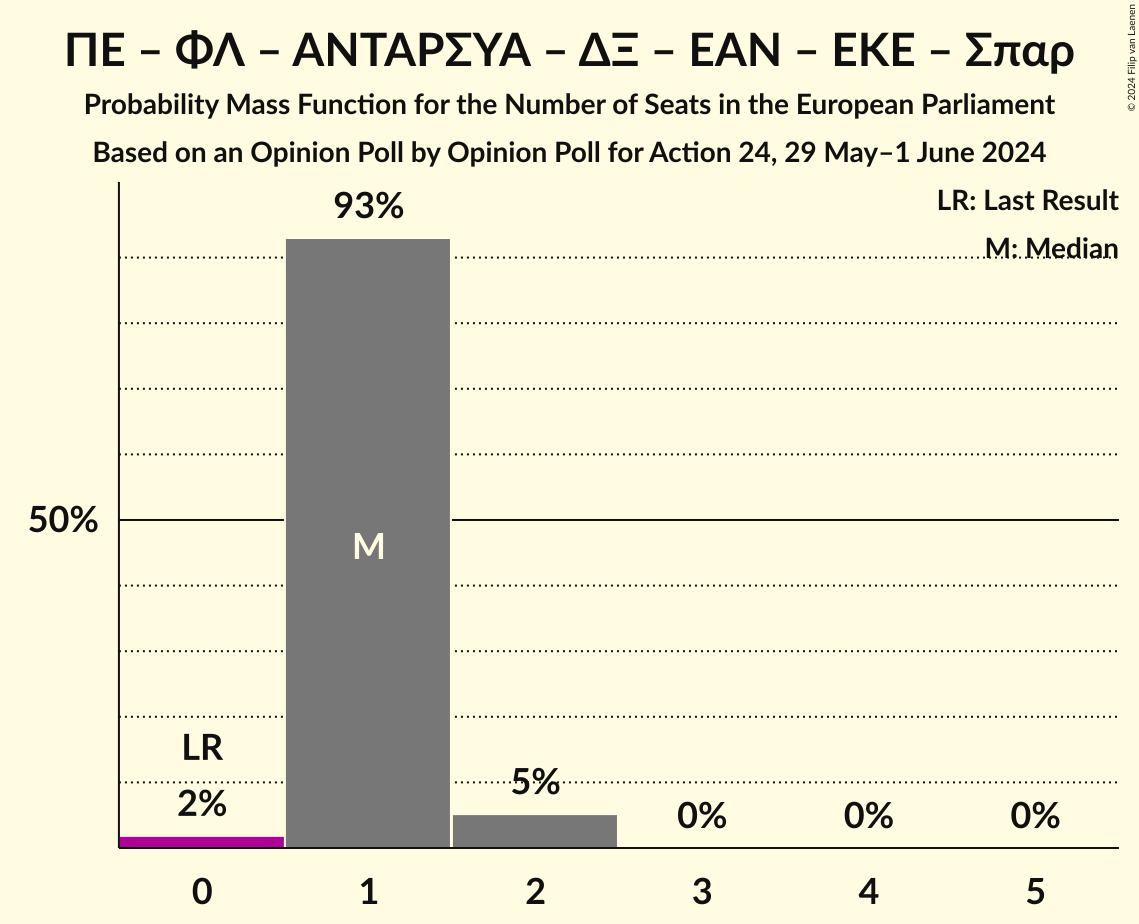 ΠΕ – ΦΛ – ΑΝΤΑΡΣΥΑ – ΔΞ – ΕΑΝ – ΕΚΕ – Σπαρ
Probability Mass Function for the Number of Seats in the European Parliament
Based on an Opinion Poll by Opinion Poll for Action 24, 29 May–1 June 2024
© 2024 Filip van Laenen
LR: Last Result
M: Median
93%
50%
M
LR
2%
5%
0%
0%
0%
0
1
2
3
4
5